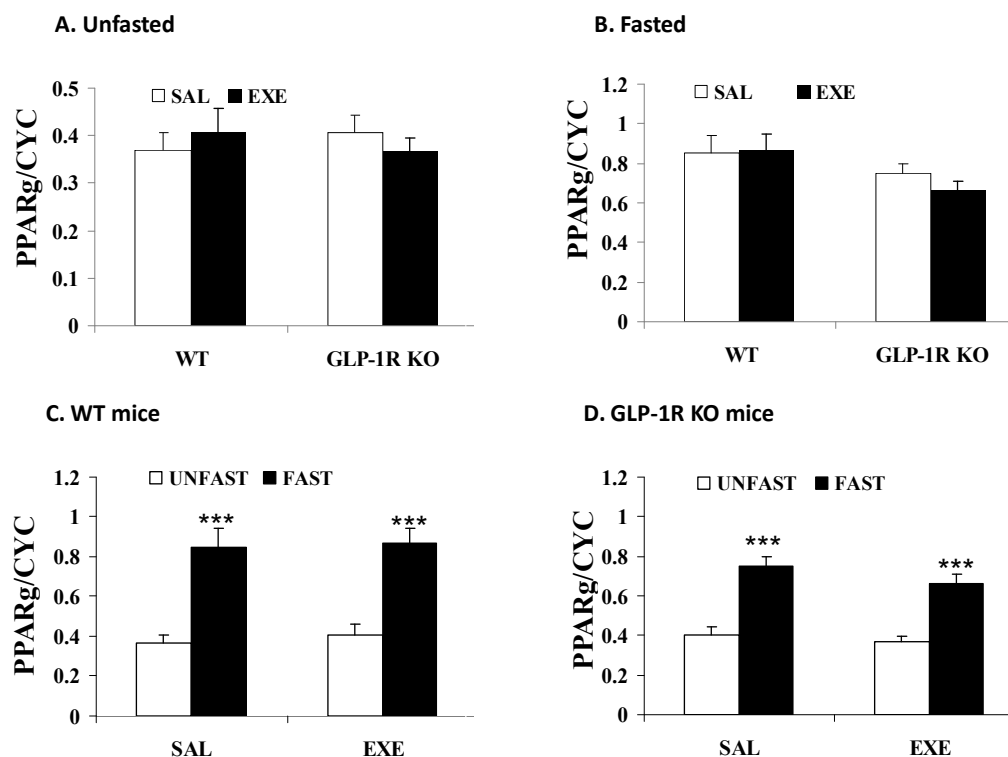 A. Unfasted
SAL EXE
PPARg/CYC
0.5
0.4
0.3
0.2
0.1
0
WT GLP-1R KO
B. Fasted
SAL EXE
PPARg/CYC
1.2
1
0.8
0.6
0.4
0.2
0
WT GLP-1R KO
C. WT mice
UNFAST FAST
PPARg/CYC
1.2
1
0.8
0.6
0.4
0.2
0
*** ***
SAL EXE
D. GLP-1R KO mice
UNFAST FAST
PPARg/CYC
1.2
1
0.8
0.6
0.4
0.2
0
*** ***
SAL EXE